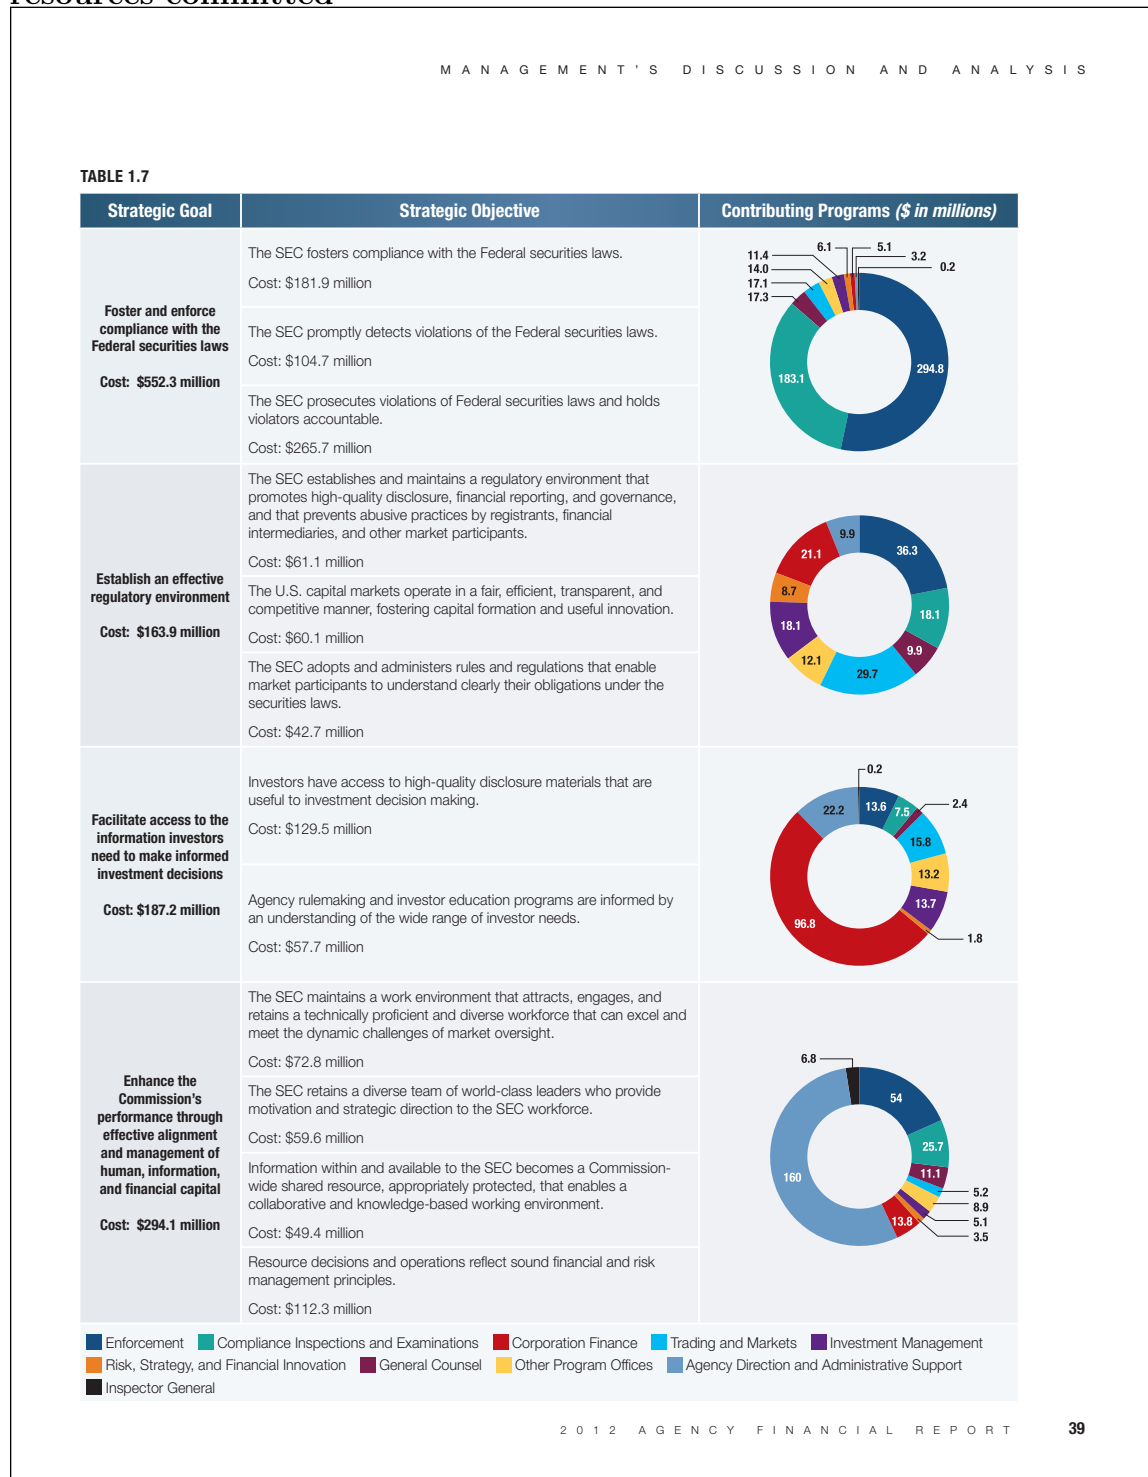 resources committed
MANAGEMENT'S DISCUSSION AND ANALYSIS
TABLE 1.7
Strategic Goal
Strategic Objective
Contributing Programs ($ in millions)
Foster and enforce
compliance with the
Federal securities laws
Cost: $552.3 million
The SEC fosters compliance with the Federal securities laws.
Cost: $181.9 million
The SEC promptly detects violations of the Federal securities laws.
Cost: $104.7 million
The SEC prosecutes violations of Federal securities laws and holds
violators accountable.
Cost: $265.7 million
6.1
5.1
11.4
3.2
14.0
0.2
17.1
17.3
294.8
183.1
Establish an effective
regulatory environment
Cost: $163.9 million
The SEC establishes and maintains a regulatory environment that
promotes high-quality disclosure, financial reporting, and governance,
and that prevents abusive practices by registrants, financial
intermediaries, and other market participants.
Cost: $61.1 million
The U.S. capital markets operate in a fair, efficient, transparent, and
competitive manner, fostering capital formation and useful innovation.
Cost: $60.1 million
The SEC adopts and administers rules and regulations that enable
market participants to understand clearly their obligations under the
securities laws.
Cost: $42.7 million
9.9
36.3
21.1
8.7
18.1
18.1
9.9
12.1
29.7
Facilitate access to the
information investors
need to make informed
investment decisions
Cost: $187.2 million
Investors have access to high-quality disclosure materials that are
useful to investment decision making.
Cost: $129.5 million
Agency rulemaking and investor education programs are informed by
an understanding of the wide range of investor needs.
Cost: $57.7 million
0.2
22.2
13.6
7.5
2.4
15.8
13.2
13.7
96.8
1.8
Enhance the
Commission's
performance through
effective alignment
and management of
human, information,
and financial capital
Cost: $294.1 million
The SEC maintains a work environment that attracts, engages, and
retains a technically proficient and diverse workforce that can excel and
meet the dynamic challenges of market oversight.
Cost: $72.8 million
The SEC retains a diverse team of world-class leaders who provide
motivation and strategic direction to the SEC workforce.
Cost: $59.6 million
Information within and available to the SEC becomes a Commission-
wide shared resource, appropriately protected, that enables a
collaborative and knowledge-based working environment.
Cost: $49.4 million
Resource decisions and operations reflect sound financial and risk
management principles.
Cost: $112.3 million
6.8
54
25.7
11.1
160
5.2
8.9
5.1
13.8
3.5
Enforcement Compliance Inspections and Examinations Corporation Finance Trading and Markets Investment Management
Risk, Strategy, and Financial Innovation General Counsel Other Program Offices Agency Direction and Administrative Support
Inspector General
2012 AGENCY FINANCIAL REPORT 39